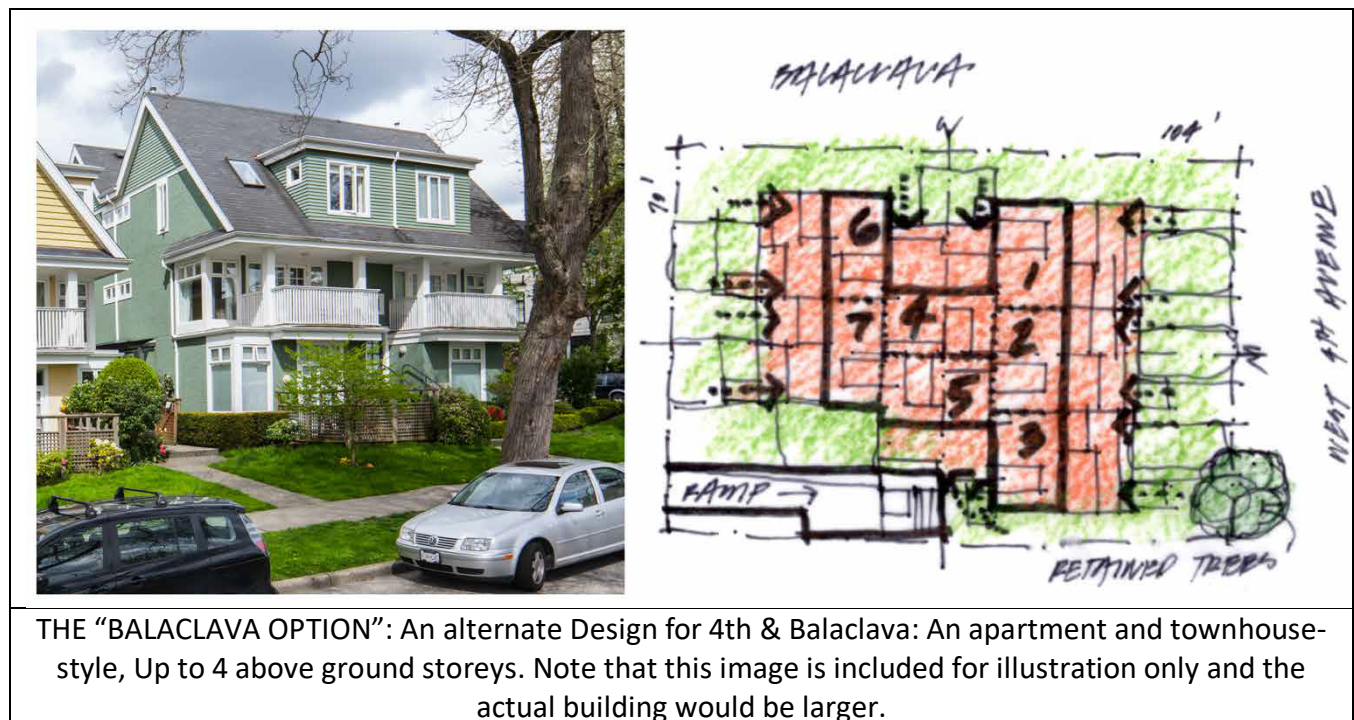 BALACLAVA
104'
70'
6
1
7
4
2
5
3
WEST 4TH AVENUE
RAMP →
RETAINED TREES
THE “BALACLAVA OPTION”: An alternate Design for 4th & Balaclava: An apartment and townhouse-
style, Up to 4 above ground storeys. Note that this image is included for illustration only and the
actual building would be larger.